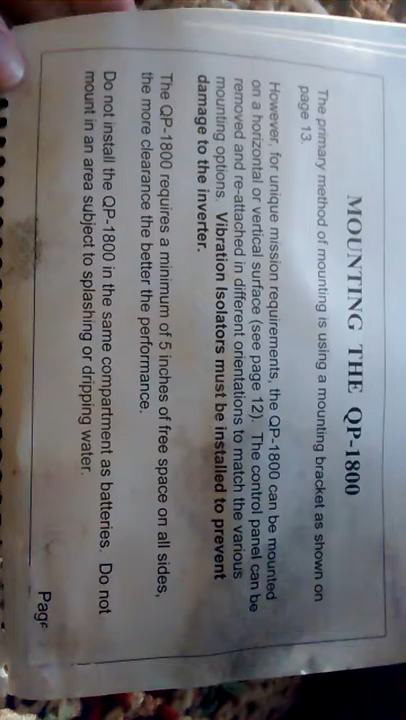 MOUNTING THE QP-1800
The primary method of mounting is using a mounting bracket as shown on
page 13.
However, for unique mission requirements, the QP-1800 can be mounted
on a horizontal or vertical surface (see page 12). The control panel can be
removed and re-attached in different orientations to match the various
mounting options. Vibration Isolators must be installed to prevent
damage to the inverter.
The QP-1800 requires a minimum of 5 inches of free space on all sides,
the more clearance the better the performance.
Do not install the QP-1800 in the same compartment as batteries. Do not
mount in an area subject to splashing or dripping water.
Page